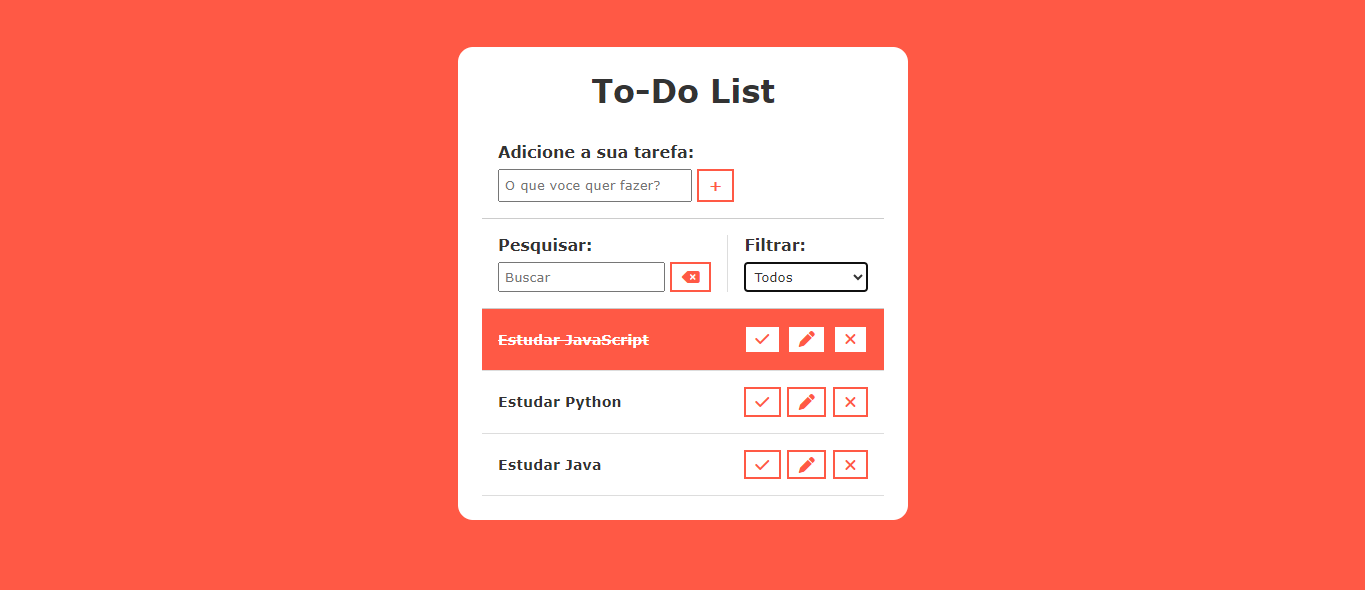 To-Do List
Adicione a sua tarefa:
O que voce quer fazer?
+
Pesquisar:
Filtrar:
Buscar
Todos
Estudar JavaScript
Estudar Python
Estudar Java